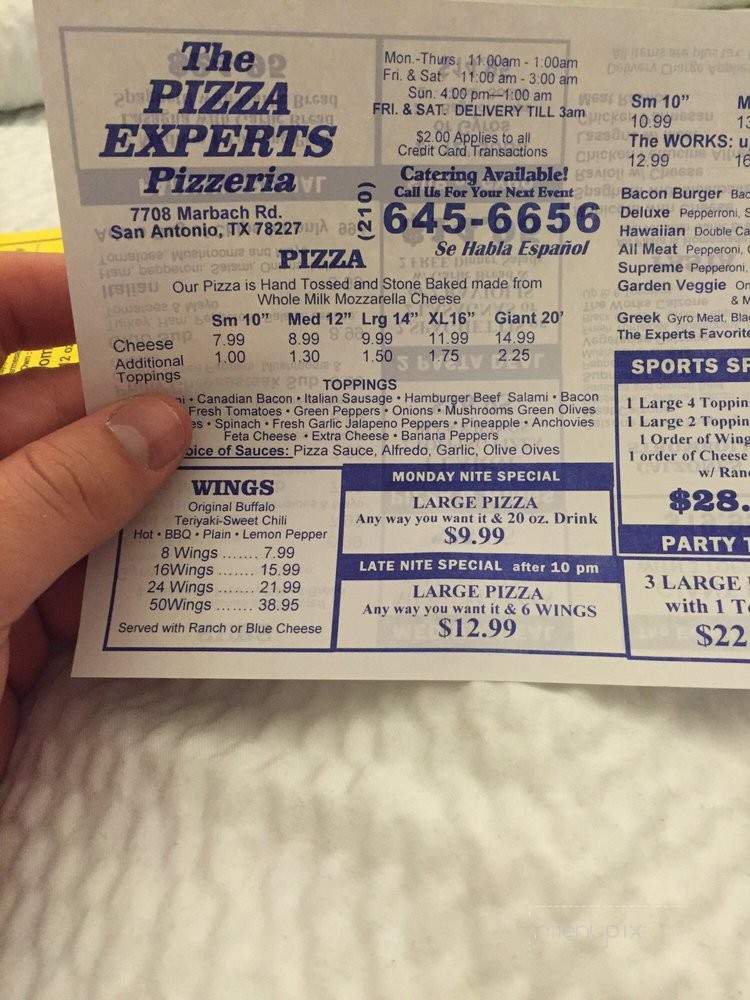 The
PIZZA
EXPERTS
Pizzeria
7708 Marbach Rd.
San Antonio, TX 78227
Mon.-Thurs. 11:00am - 1:00am
Fri. & Sat 11:00 am - 3:00 am
Sun. 4:00 pm—1:00 am
FRI. & SAT. DELIVERY TILL 3am
$2.00 Applies to all
Credit Card Transactions
Catering Available!
Call Us For Your Next Event
(210) 645-6656
Se Habla Español
PIZZA
Our Pizza is Hand Tossed and Stone Baked made from
Whole Milk Mozzarella Cheese
Sm 10" Med 12" Lrg 14" XL16" Giant 20'
Cheese 7.99 8.99 9.99 11.99 14.99
Additional 1.00 1.30 1.50 1.75 2.25
Toppings
TOPPINGS
ni • Canadian Bacon • Italian Sausage • Hamburger Beef Salami • Bacon
Fresh Tomatoes • Green Peppers • Onions • Mushrooms Green Olives
es • Spinach • Fresh Garlic Jalapeno Peppers • Pineapple • Anchovies
Feta Cheese • Extra Cheese • Banana Peppers
oice of Sauces: Pizza Sauce, Alfredo, Garlic, Olive Oives
WINGS
Original Buffalo
Teriyaki-Sweet Chili
Hot • BBQ • Plain • Lemon Pepper
8 Wings ...... 7.99
16Wings ....... 15.99
24 Wings ...... 21.99
50Wings ....... 38.95
Served with Ranch or Blue Cheese
MONDAY NITE SPECIAL
LARGE PIZZA
Any way you want it & 20 oz. Drink
$9.99
LATE NITE SPECIAL after 10 pm
LARGE PIZZA
Any way you want it & 6 WINGS
$12.99
Sm 10" M
10.99 13
The WORKS: u
12.99 16
Bacon Burger Bac
Deluxe Pepperroni, S
Hawaiian Double Ca
All Meat Pepperoni,
Supreme Pepperoni,
Garden Veggie On
& M
Greek Gyro Meat, Bla
The Experts Favorite
SPORTS SP
1 Large 4 Toppin
1 Large 2 Toppin
1 Order of Wing
1 order of Cheese
w/ Ran
$28.
PARTY T
3 LARGE
with 1 T
$22
menupix